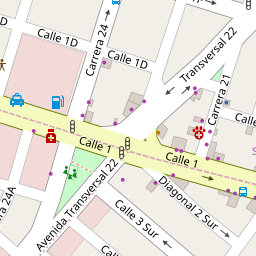 Calle 1D
Carrera 24
Transversal 22
Calle 1D
Carrera 21
Calle 1
Calle 1
Carrera 24A
Avenida Transversal 22
Diagonal 2 Sur
Calle 3 Sur